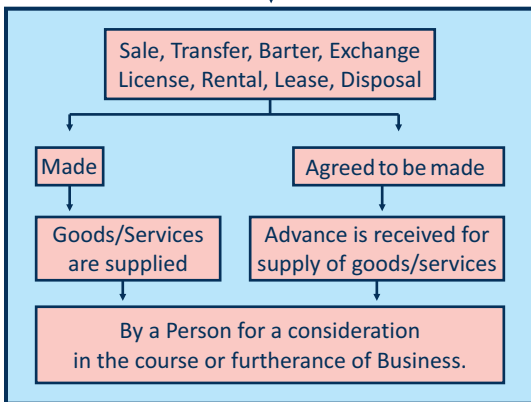 Sale, Transfer, Barter, Exchange
License, Rental, Lease, Disposal
Made
Agreed to be made
Goods/Services
are supplied
Advance is received for
supply of goods/services
By a Person for a consideration
in the course or furtherance of Business.